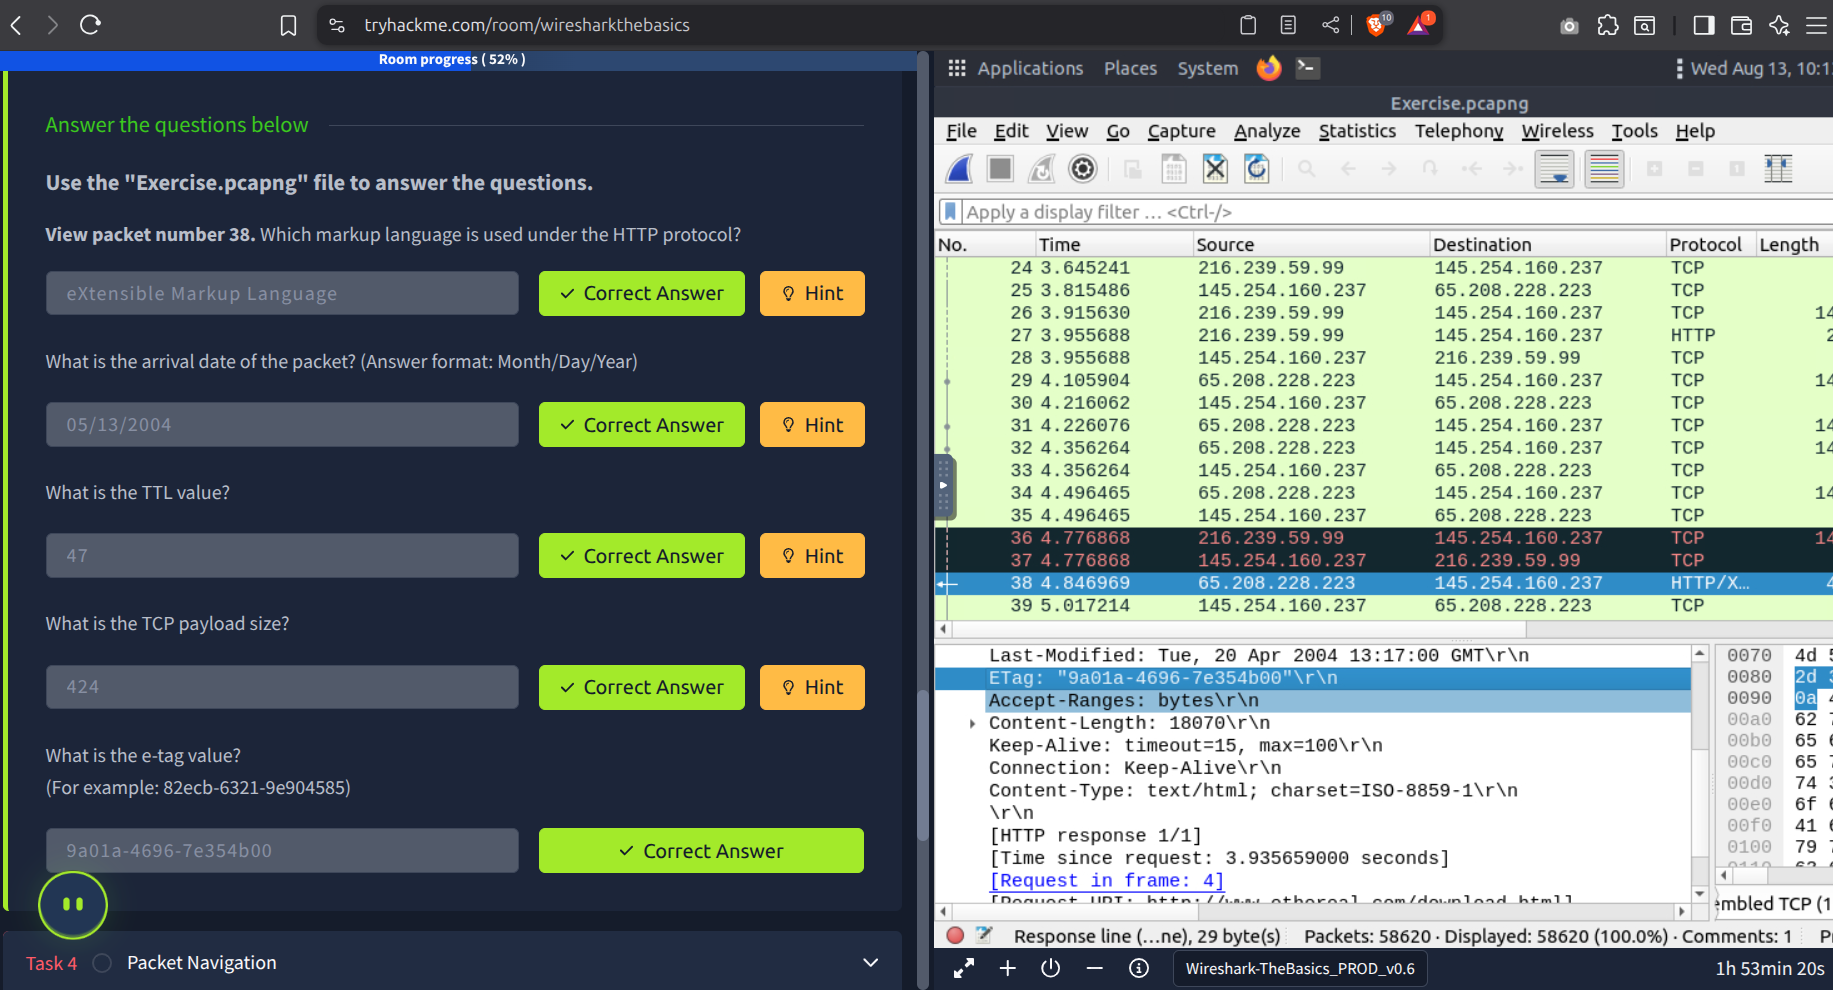 tryhackme.com/room/wiresharkthebasics
10
1
Room progress ( 52% )
Answer the questions below
Use the "Exercise.pcapng" file to answer the questions.
View packet number 38. Which markup language is used under the HTTP protocol?
eXtensible Markup Language
Correct Answer
Hint
What is the arrival date of the packet? (Answer format: Month/Day/Year)
05/13/2004
Correct Answer
Hint
What is the TTL value?
47
Correct Answer
Hint
What is the TCP payload size?
424
Correct Answer
Hint
What is the e-tag value?
(For example: 82ecb-6321-9e904585)
9a01a-4696-7e354b00
Correct Answer
Task 4
Packet Navigation
Applications Places System
Wed Aug 13, 10:1
Exercise.pcapng
File Edit View Go Capture Analyze Statistics Telephony Wireless Tools Help
Apply a display filter … <Ctrl-/>
No. Time Source Destination Protocol Length
24 3.645241 216.239.59.99 145.254.160.237 TCP
25 3.815486 145.254.160.237 65.208.228.223 TCP
26 3.915630 216.239.59.99 145.254.160.237 TCP 14
27 3.955688 216.239.59.99 145.254.160.237 HTTP 2
28 3.955688 145.254.160.237 216.239.59.99 TCP
29 4.105904 65.208.228.223 145.254.160.237 TCP 14
30 4.216062 145.254.160.237 65.208.228.223 TCP
31 4.226076 65.208.228.223 145.254.160.237 TCP 14
32 4.356264 65.208.228.223 145.254.160.237 TCP 14
33 4.356264 145.254.160.237 65.208.228.223 TCP
34 4.496465 65.208.228.223 145.254.160.237 TCP 14
35 4.496465 145.254.160.237 65.208.228.223 TCP
36 4.776868 216.239.59.99 145.254.160.237 TCP 14
37 4.776868 145.254.160.237 216.239.59.99 TCP
38 4.846969 65.208.228.223 145.254.160.237 HTTP/X… 4
39 5.017214 145.254.160.237 65.208.228.223 TCP
Last-Modified: Tue, 20 Apr 2004 13:17:00 GMT\r\n
ETag: "9a01a-4696-7e354b00"\r\n
Accept-Ranges: bytes\r\n
Content-Length: 18070\r\n
Keep-Alive: timeout=15, max=100\r\n
Connection: Keep-Alive\r\n
Content-Type: text/html; charset=ISO-8859-1\r\n
\r\n
[HTTP response 1/1]
[Time since request: 3.935659000 seconds]
[Request in frame: 4]
[Request URI: http://www.ethereal.com/download.html]
0070 4d
0080 2d
0090 0a
00a0 62
00b0 65
00c0 65
00d0 74
00e0 6f
00f0 41
0100 79
0110
embled TCP (1
Response line (…ne), 29 byte(s)
Packets: 58620 · Displayed: 58620 (100.0%) · Comments: 1
Wireshark-TheBasics_PROD_v0.6
1h 53min 20s